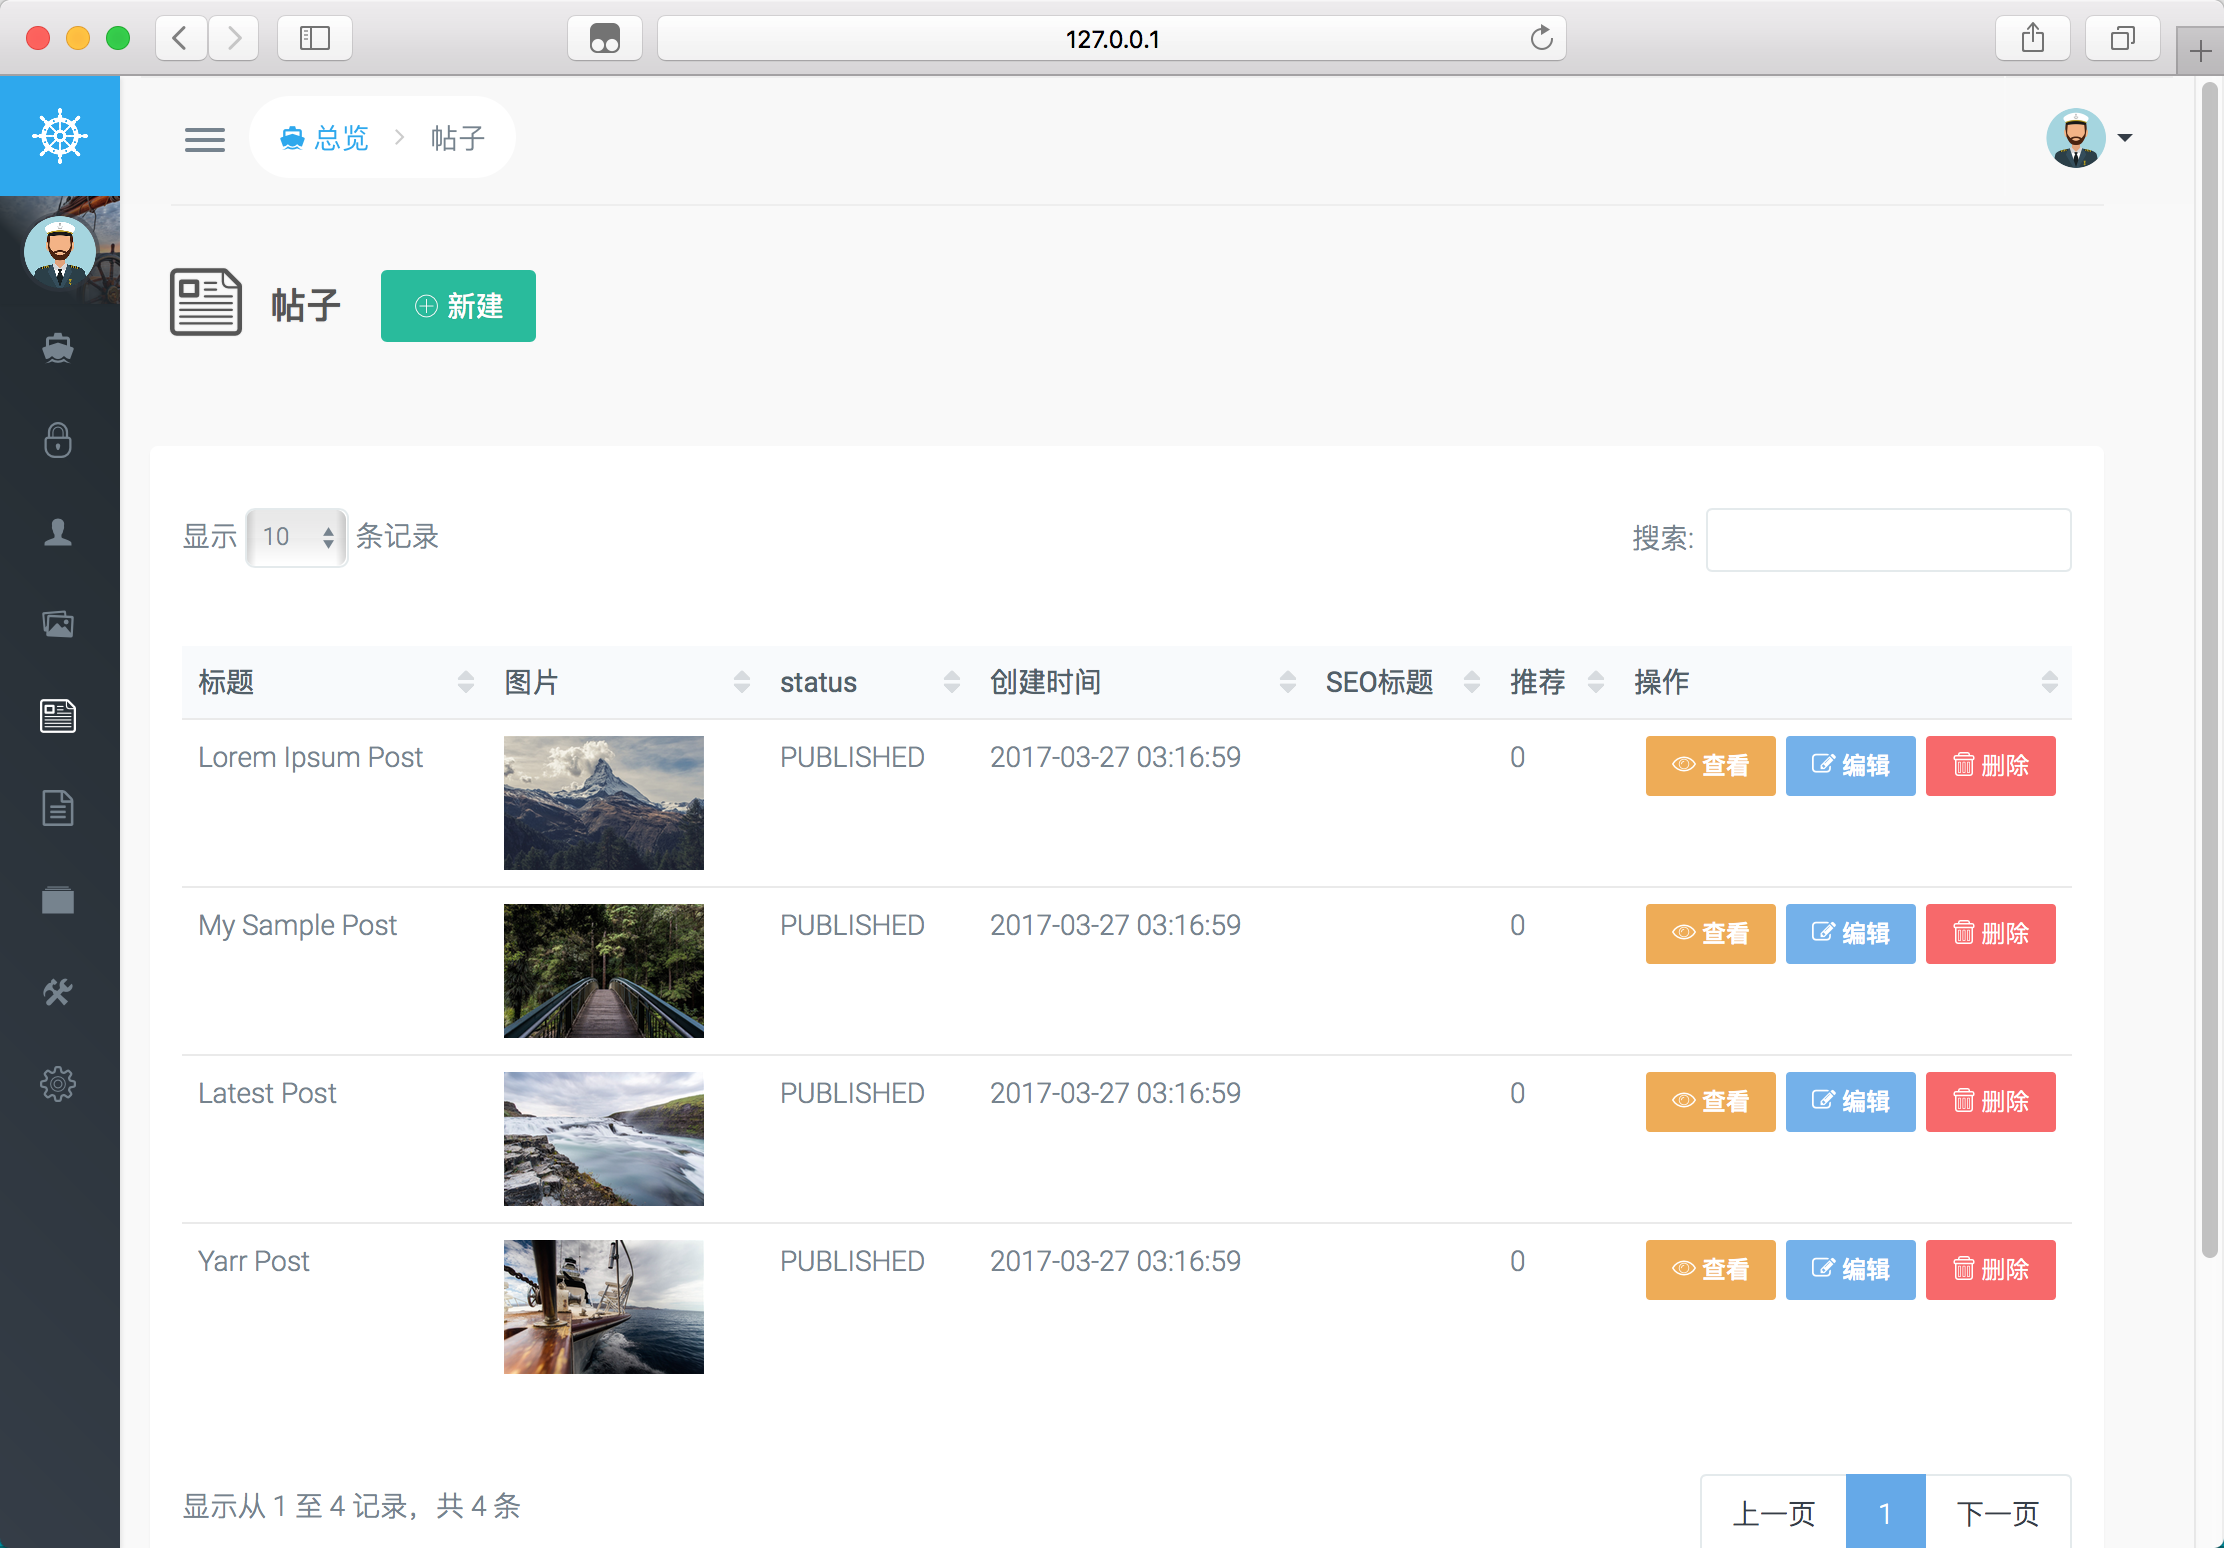 127.0.0.1
总览 帖子
帖子 新建
显示 10 条记录 搜索:
标题 图片 status 创建时间 SEO标题 推荐 操作
Lorem Ipsum Post PUBLISHED 2017-03-27 03:16:59 0 查看 编辑 删除
My Sample Post PUBLISHED 2017-03-27 03:16:59 0 查看 编辑 删除
Latest Post PUBLISHED 2017-03-27 03:16:59 0 查看 编辑 删除
Yarr Post PUBLISHED 2017-03-27 03:16:59 0 查看 编辑 删除
显示从 1 至 4 记录，共 4 条 上一页 1 下一页